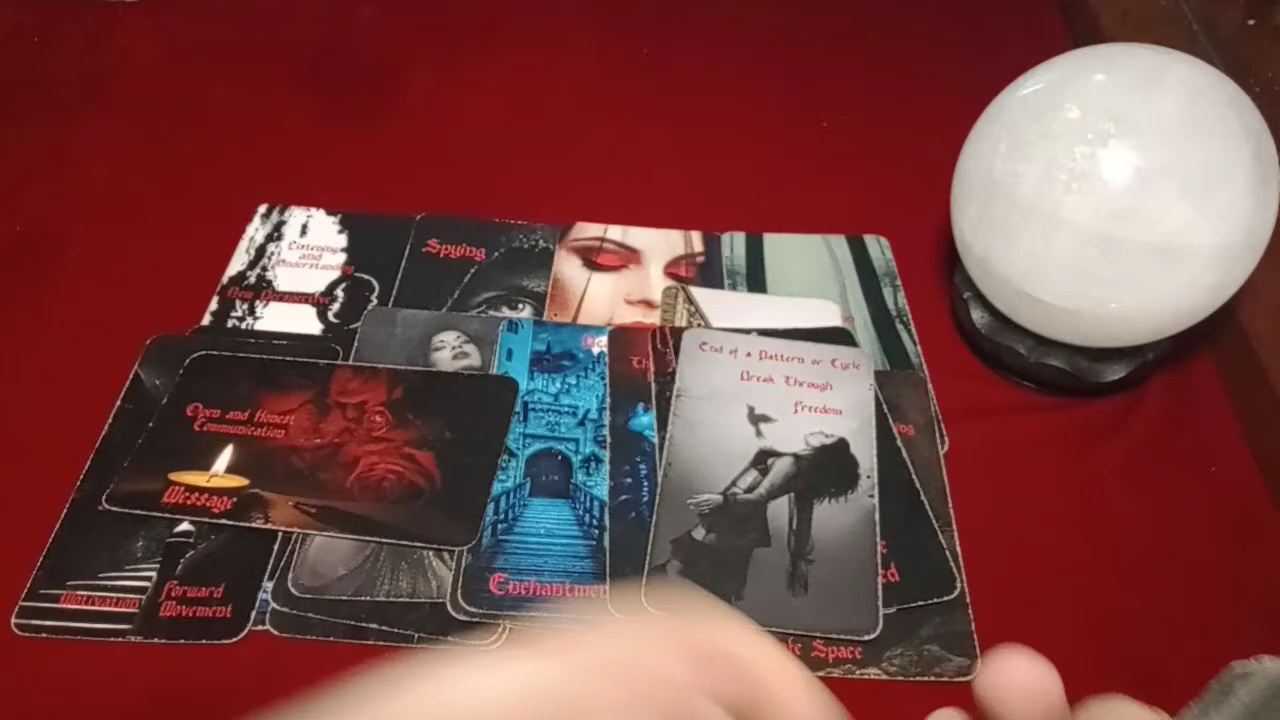 Listening
and
Understanding
New Perspective
Spying
End of a Pattern or Cycle
Break Through
Freedom
Open and Honest
Communication
Message
Enchantment
Motivation
Forward
Movement
Space